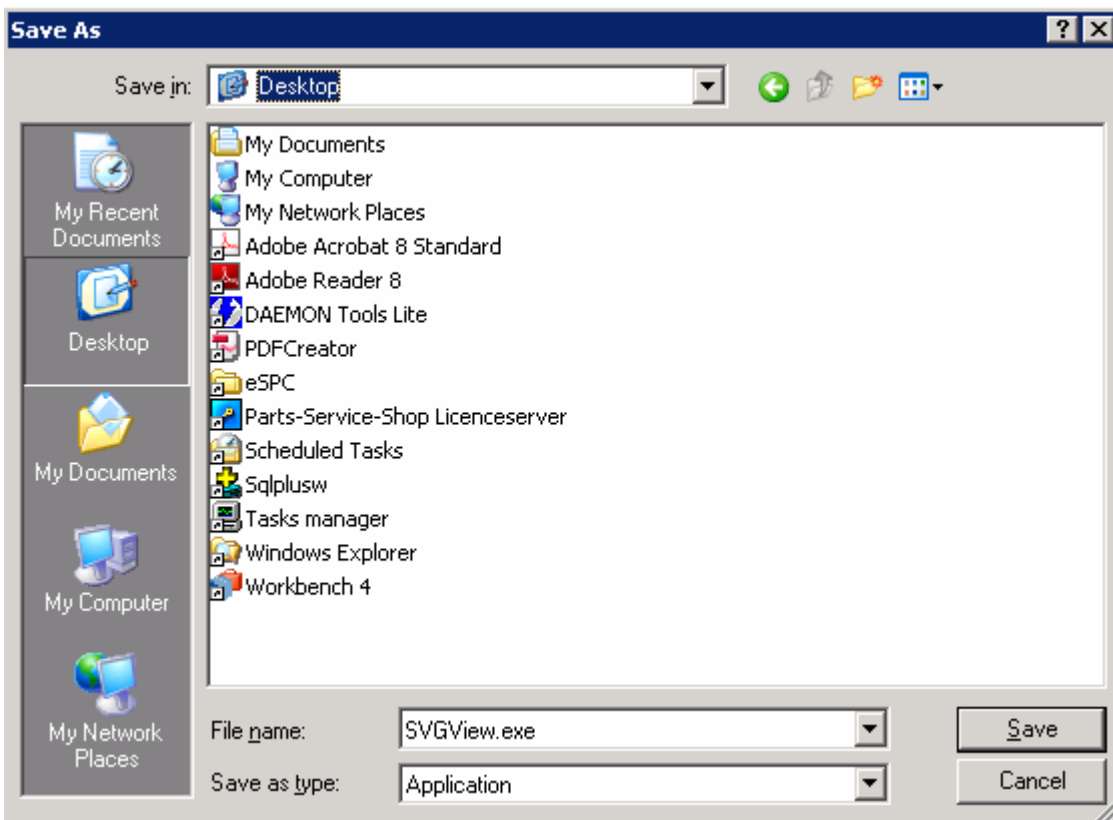 Save As
Save in:
Desktop
My Recent
Documents
Desktop
My Documents
My Computer
My Network
Places
My Documents
My Computer
My Network Places
Adobe Acrobat 8 Standard
Adobe Reader 8
DAEMON Tools Lite
PDFCreator
eSPC
Parts-Service-Shop Licenceserver
Scheduled Tasks
Sqlplusw
Tasks manager
Windows Explorer
Workbench 4
File name:
SVGView.exe
Save
Save as type:
Application
Cancel